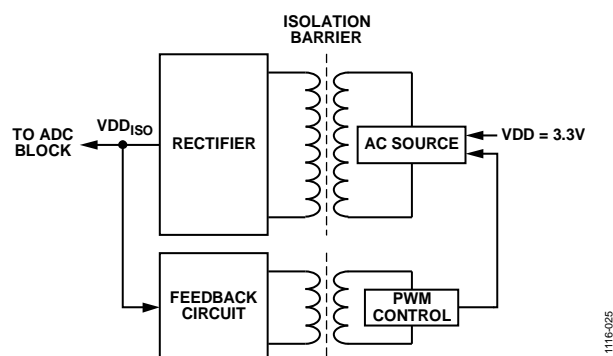 ISOLATION
BARRIER
VDDISO
TO ADC
BLOCK
RECTIFIER
AC SOURCE
VDD = 3.3V
FEEDBACK
CIRCUIT
PWM
CONTROL
1116-025